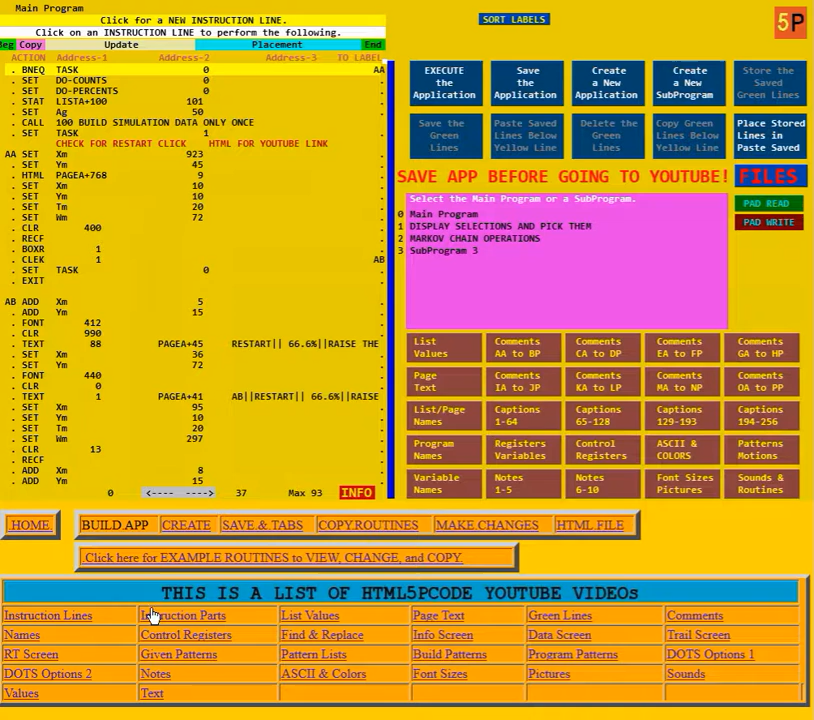 Main Program
Click for a NEW INSTRUCTION LINE.
Click on an INSTRUCTION LINE to perform the following.
Neg Copy Update Placement End
ACTION Address-1 Address-2 Address-3 TO LABEL
. BNEQ TASK 0 AA
. SET DO-COUNTS .
. SET DO-PERCENTS .
. STAT LISTA+100 101 .
. SET Ag 50 .
. CALL 100 BUILD SIMULATION DATA ONLY ONCE .
. SET TASK 1 .
CHECK FOR RESTART CLICK HTML FOR YOUTUBE LINK
AA SET Xm 923 .
. SET Ym 45 .
. HTML PAGEA+768 9 .
. SET Xm 10 .
. SET Ym 10 .
. SET Tm 20 .
. SET Wm 72 .
. CLR 400 .
. RECF .
. BOXR 1 .
. CLEK 1 AB
. SET TASK 0 .
. EXIT .
AB ADD Xm 5 .
. ADD Ym 15 .
. FONT 412 .
. CLR 990 .
. TEXT 88 PAGEA+45 RESTART|| 66.6%||RAISE THE
. SET Xm 36 .
. SET Ym 72 .
. FONT 440 .
. CLR 0 .
. TEXT 1 PAGEA+41 AB||RESTART|| 66.6%||RAISE
. SET Xm 95 .
. SET Ym 10 .
. SET Tm 20 .
. SET Wm 297 .
. CLR 13 .
. RECF .
. ADD Xm 8 .
. ADD Ym 15 .
0 <---- ----> 37 Max 93 INFO
SORT LABELS
5P
EXECUTE the Application
Save the Application
Create a New Application
Create a New SubProgram
Store the Saved Green Lines
Save the Green Lines
Paste Saved Lines Below Yellow Line
Delete the Green Lines
Copy Green Lines Below Yellow Line
Place Stored Lines in Paste Saved
SAVE APP BEFORE GOING TO YOUTUBE! FILES
Select the Main Program or a SubProgram.
0 Main Program
1 DISPLAY SELECTIONS AND PICK THEM
2 MARKOV CHAIN OPERATIONS
3 SubProgram 3
PAD READ
PAD WRITE
List Values
Comments AA to BP
Comments CA to DP
Comments EA to FP
Comments GA to HP
Page Text
Comments IA to JP
Comments KA to LP
Comments MA to NP
Comments OA to PP
List/Page Names
Captions 1-64
Captions 65-128
Captions 129-193
Captions 194-256
Program Names
Registers Variables
Control Registers
ASCII & COLORS
Patterns Motions
Variable Names
Notes 1-5
Notes 6-10
Font Sizes Pictures
Sounds & Routines
.HOME. BUILD APP CREATE SAVE & TABS COPY ROUTINES MAKE CHANGES HTML FILE
Click here for EXAMPLE ROUTINES to VIEW, CHANGE, and COPY.
THIS IS A LIST OF HTML5PCODE YOUTUBE VIDEOs
Instruction Lines Instruction Parts List Values Page Text Green Lines Comments
Names Control Registers Find & Replace Info Screen Data Screen Trail Screen
RT Screen Given Patterns Pattern Lists Build Patterns Program Patterns DOTS Options 1
DOTS Options 2 Notes ASCII & Colors Font Sizes Pictures Sounds
Values Text